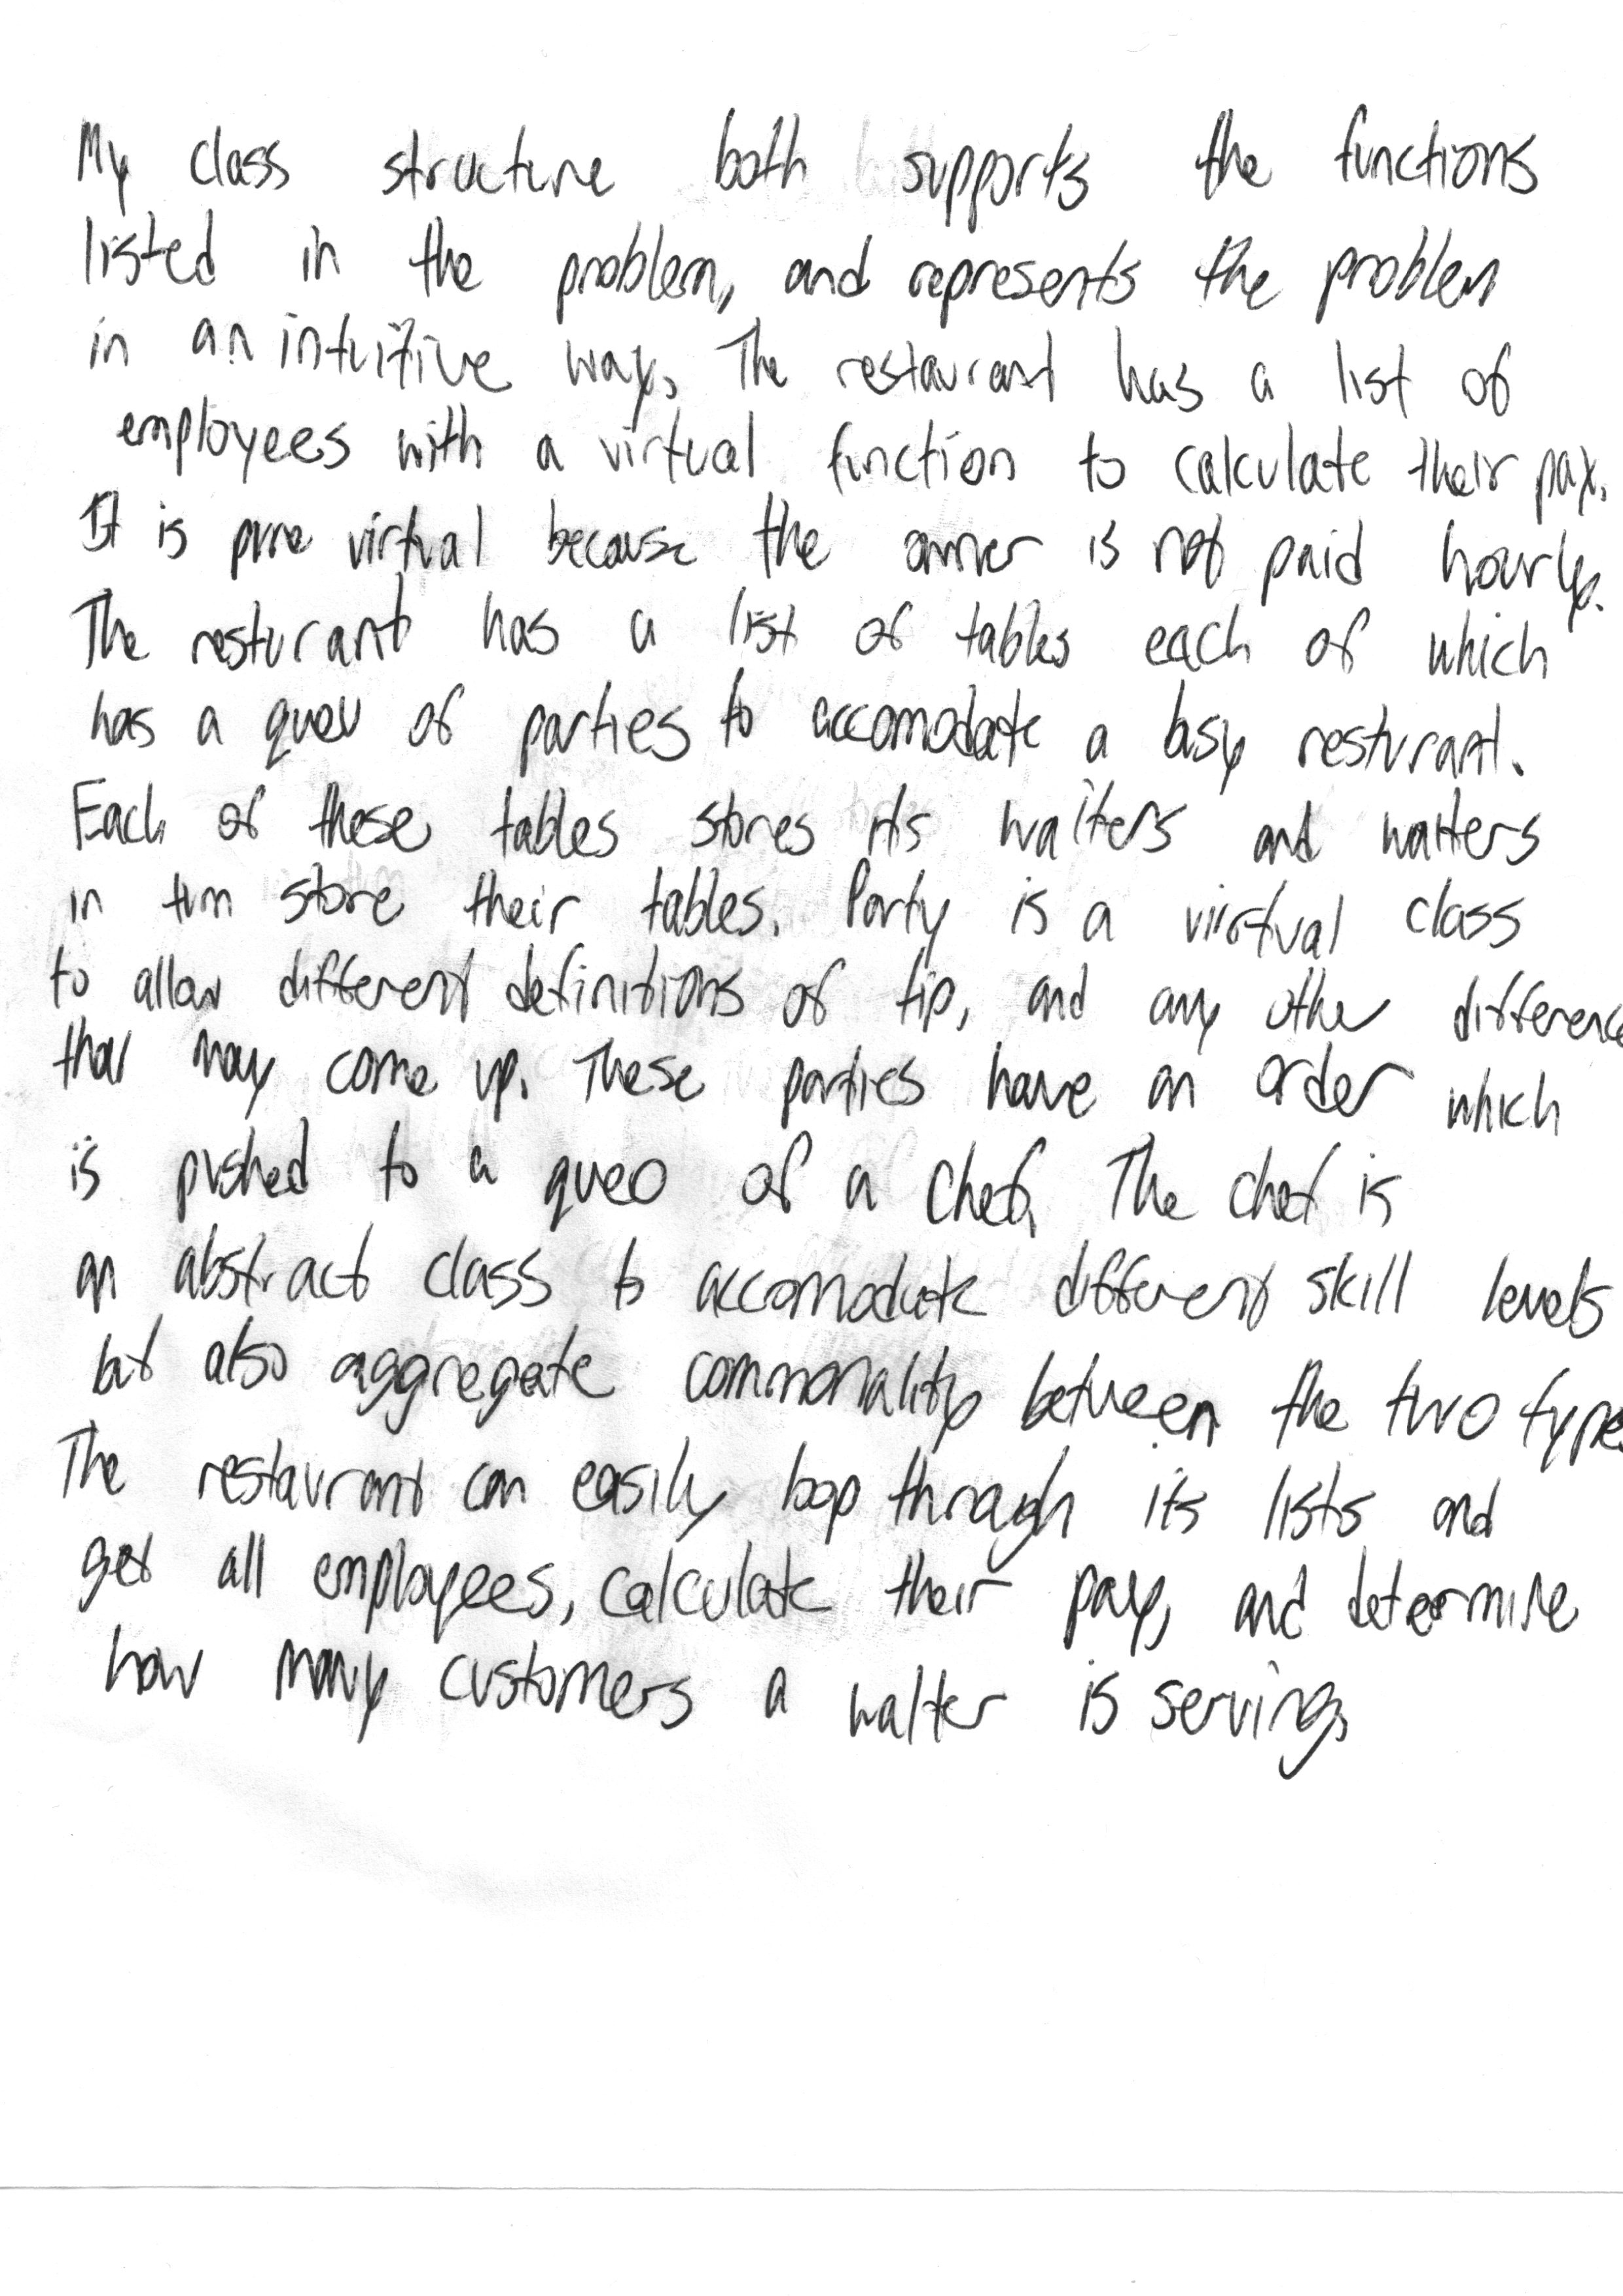 My class structure both supports the functions
listed in the problem, and represents the problem
in an intuitive way. The restaurant has a list of
employees with a virtual function to calculate their pay.
It is pure virtual because the owner is not paid hourly.
The resturant has a list of tables each of which
has a queu of parties to accomodate a busy resturant.
Each of these tables stores its waiters and waiters
in turn store their tables. Party is a viirtual class
to allow different definitions of tip, and any other difference
that may come up. These parties have an order which
is pushed to a queo of a chef. The chef is
an abstract class to accomodate different skill levels
but also aggregate commonality between the two types
The restaurant can easily loop through its lists and
get all employees, calculate their pay, and determine
how many customers a waiter is serving.